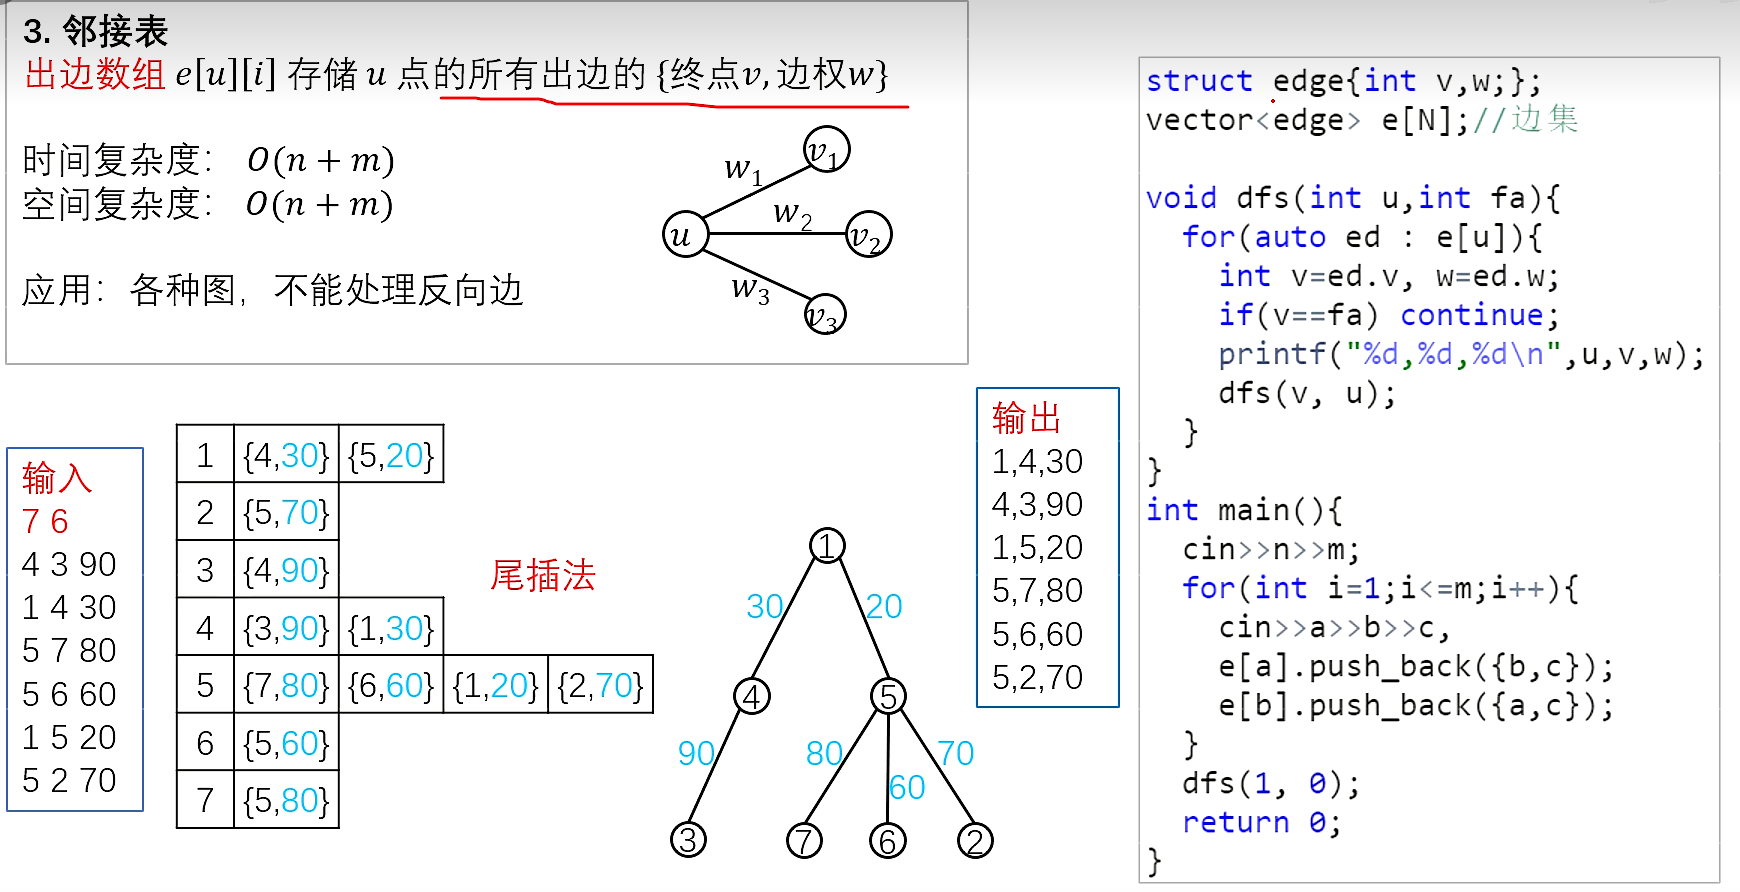 3. 邻接表
出边数组 e[u][i] 存储 u 点的所有出边的 {终点v, 边权w}
时间复杂度： O(n + m)
空间复杂度： O(n + m)
应用：各种图，不能处理反向边
w1
w2
w3
u
v1
v2
v3
输入
7 6
4 3 90
1 4 30
5 7 80
5 6 60
1 5 20
5 2 70
1 {4,30} {5,20}
2 {5,70}
3 {4,90}
4 {3,90} {1,30}
5 {7,80} {6,60} {1,20} {2,70}
6 {5,60}
7 {5,80}
尾插法
1
30 20
4 5
90 80 60 70
3 7 6 2
输出
1,4,30
4,3,90
1,5,20
5,7,80
5,6,60
5,2,70
struct edge{int v,w;};
vector<edge> e[N];//边集
void dfs(int u,int fa){
for(auto ed : e[u]){
int v=ed.v, w=ed.w;
if(v==fa) continue;
printf("%d,%d,%d\n",u,v,w);
dfs(v, u);
}
}
int main(){
cin>>n>>m;
for(int i=1;i<=m;i++){
cin>>a>>b>>c,
e[a].push_back({b,c});
e[b].push_back({a,c});
}
dfs(1, 0);
return 0;
}